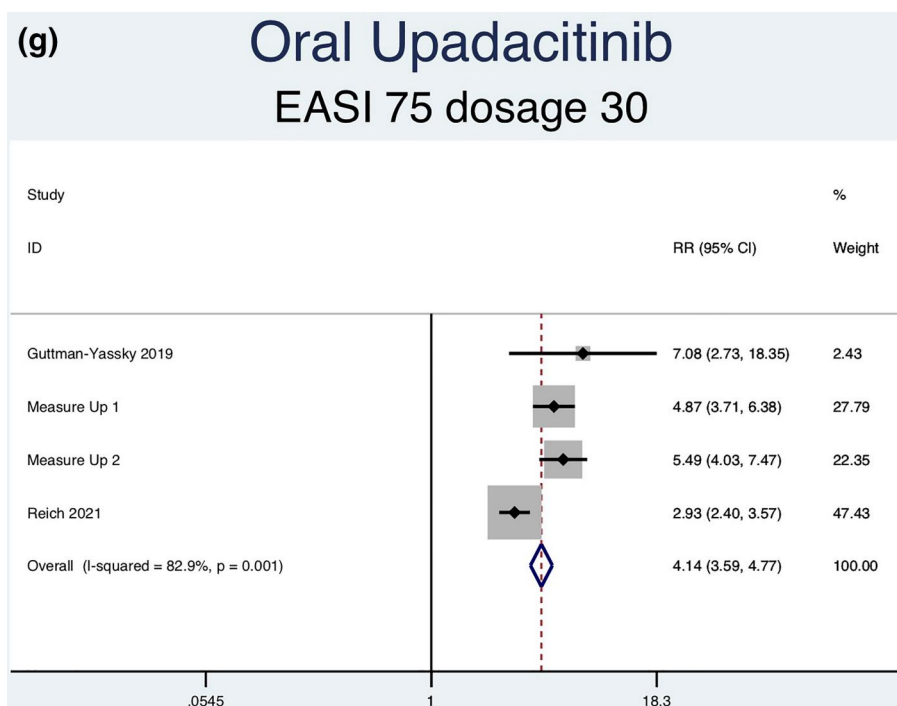 (g)
Oral Upadacitinib
EASI 75 dosage 30
Study %
ID RR (95% CI) Weight
Guttman-Yassky 2019 7.08 (2.73, 18.35) 2.43
Measure Up 1 4.87 (3.71, 6.38) 27.79
Measure Up 2 5.49 (4.03, 7.47) 22.35
Reich 2021 2.93 (2.40, 3.57) 47.43
Overall (I-squared = 82.9%, p = 0.001) 4.14 (3.59, 4.77) 100.00
.0545 1 18.3